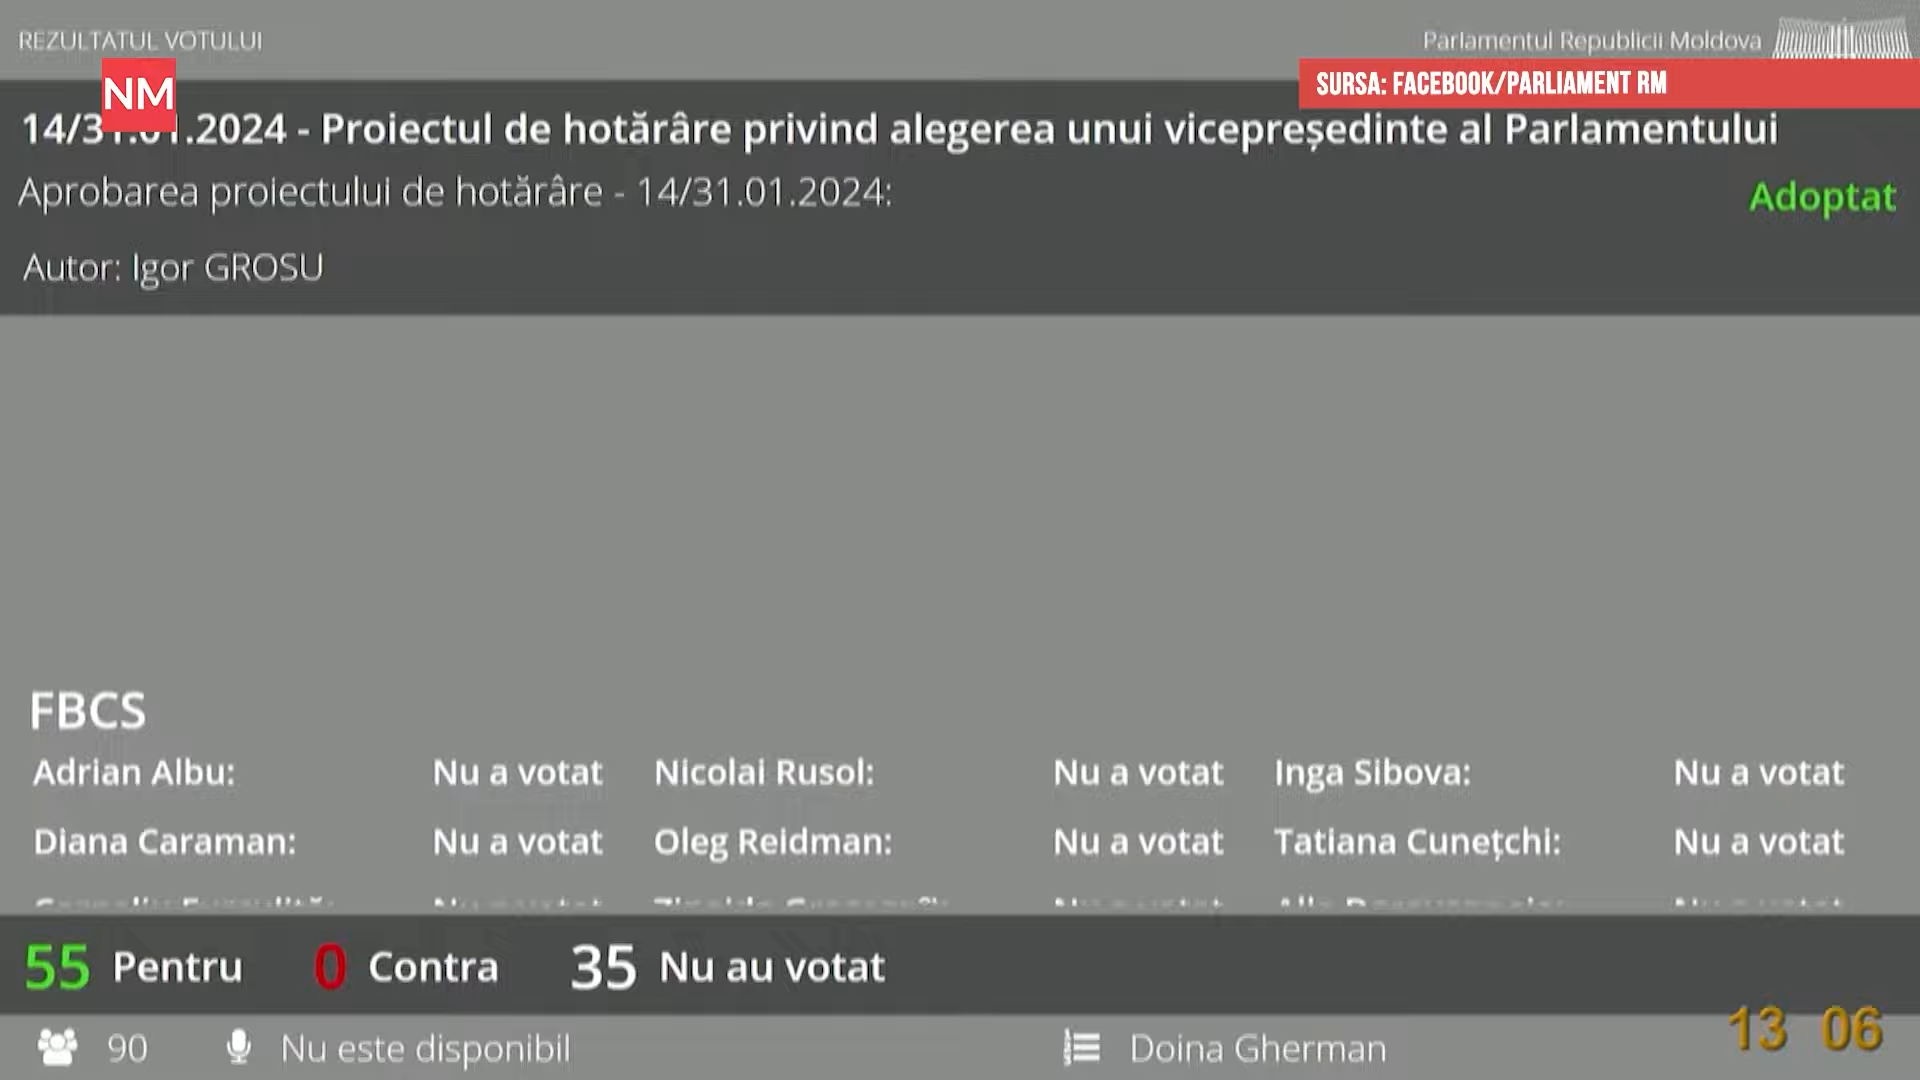 REZULTATUL VOTULUI
Parlamentul Republicii Moldova
NM
SURSA: FACEBOOK/PARLIAMENT RM
14/31.01.2024 - Proiectul de hotărâre privind alegerea unui vicepreședinte al Parlamentului
Aprobarea proiectului de hotărâre - 14/31.01.2024:
Adoptat
Autor: Igor GROSU
FBCS
Adrian Albu: Nu a votat Nicolai Rusol: Nu a votat Inga Sibova: Nu a votat
Diana Caraman: Nu a votat Oleg Reidman: Nu a votat Tatiana Cunețchi: Nu a votat
55 Pentru 0 Contra 35 Nu au votat
90 Nu este disponibil Doina Gherman
13 06